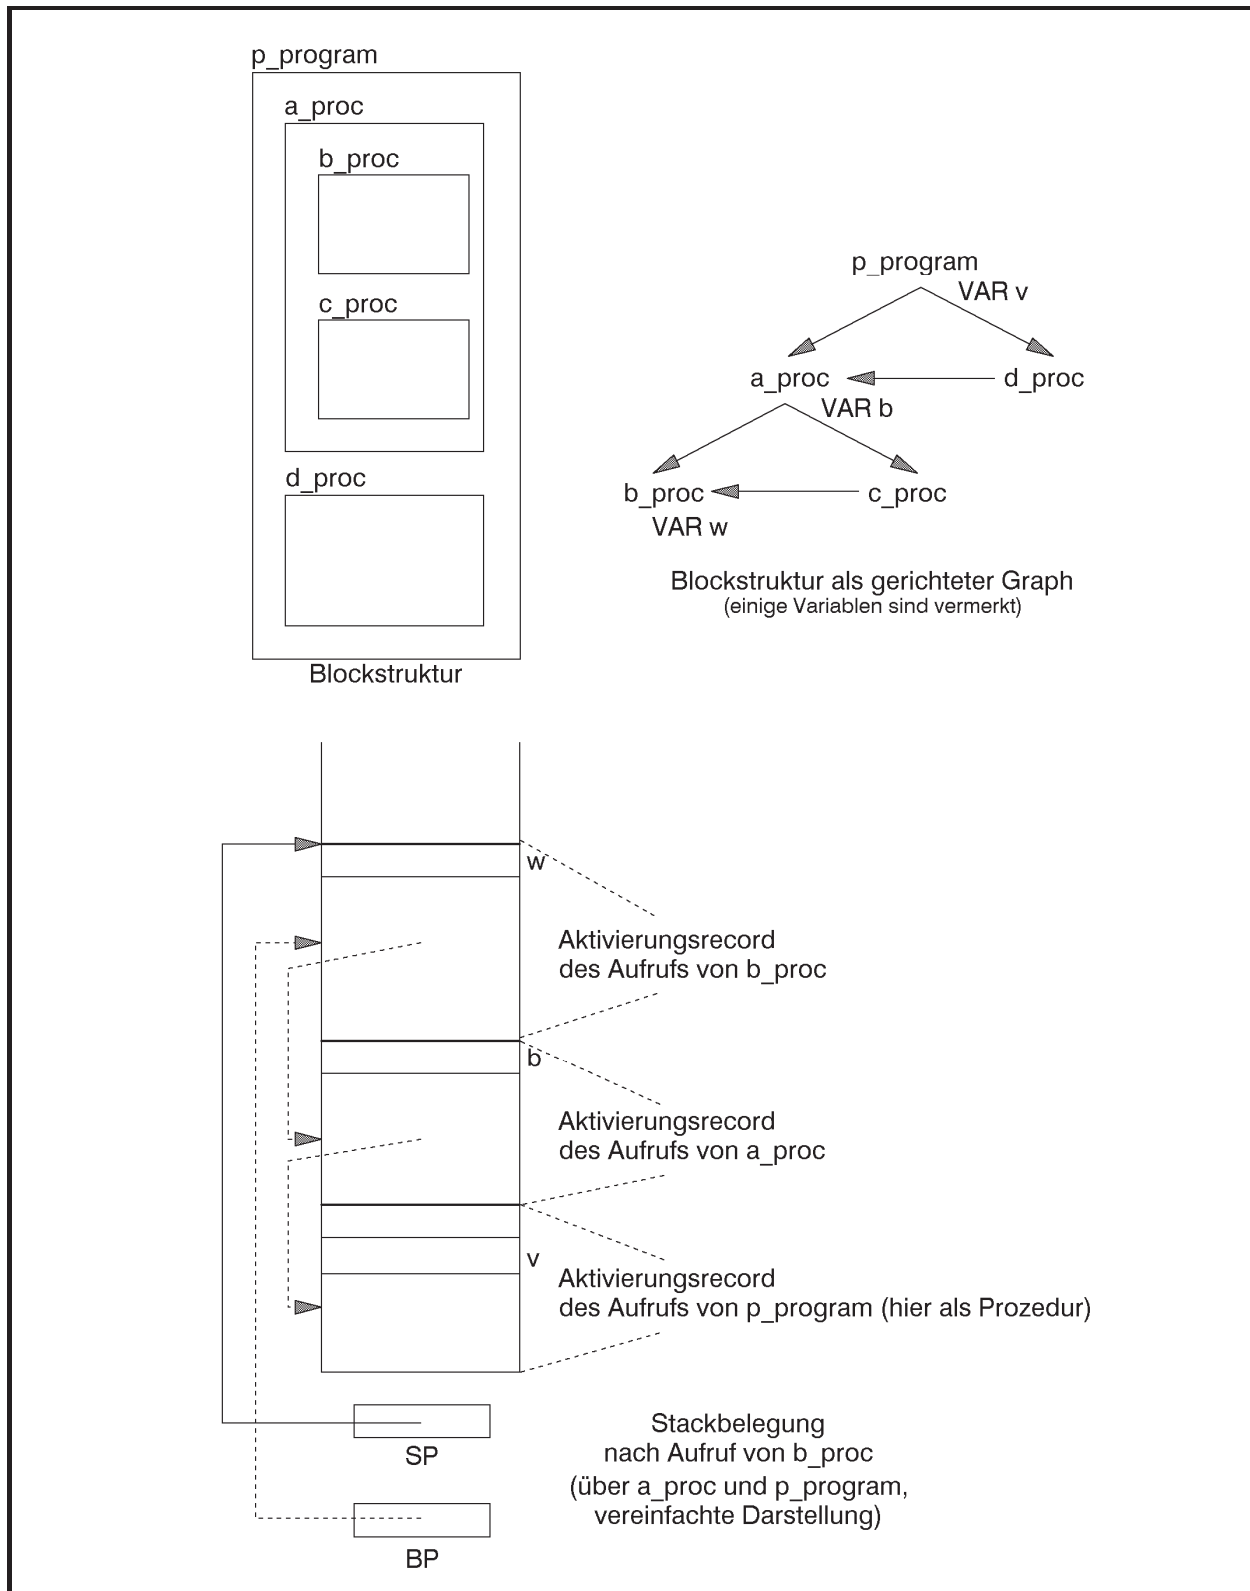 p_program
a_proc
b_proc
c_proc
d_proc
Blockstruktur
p_program
VAR v
a_proc
d_proc
VAR b
b_proc
c_proc
VAR w
Blockstruktur als gerichteter Graph
(einige Variablen sind vermerkt)
w
Aktivierungsrecord
des Aufrufs von b_proc
b
Aktivierungsrecord
des Aufrufs von a_proc
v
Aktivierungsrecord
des Aufrufs von p_program (hier als Prozedur)
SP
BP
Stackbelegung
nach Aufruf von b_proc
(über a_proc und p_program,
vereinfachte Darstellung)